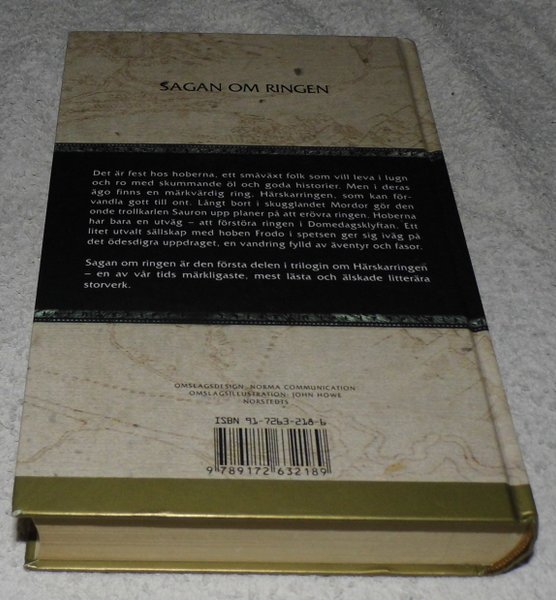 SAGAN OM RINGEN
Det är fest hos hoberna, ett småväxt folk som vill leva i lugn
och ro med skummande öl och goda historier. Men i deras
ägo finns en märkvärdig ring, Härskarringen, som kan för-
vandla gott till ont. Långt bort i skugglandet Mordor gör den
onde trollkarlen Sauron upp planer på att erövra ringen. Hoberna
har bara en utväg – att förstöra ringen i Domedagsklyftan. Ett
litet utvalt sällskap med hoben Frodo i spetsen ger sig iväg på
det ödesdigra uppdraget, en vandring fylld av äventyr och fasor.
Sagan om ringen är den första delen i trilogin om Härskarringen
– en av vår tids märkligaste, mest lästa och älskade litterära
storverk.
OMSLAGSDESIGN: NORMA COMMUNICATION
OMSLAGSILLUSTRATION: JOHN HOWE
NORSTEDTS
ISBN 91-7263-218-6
9 789172 632189